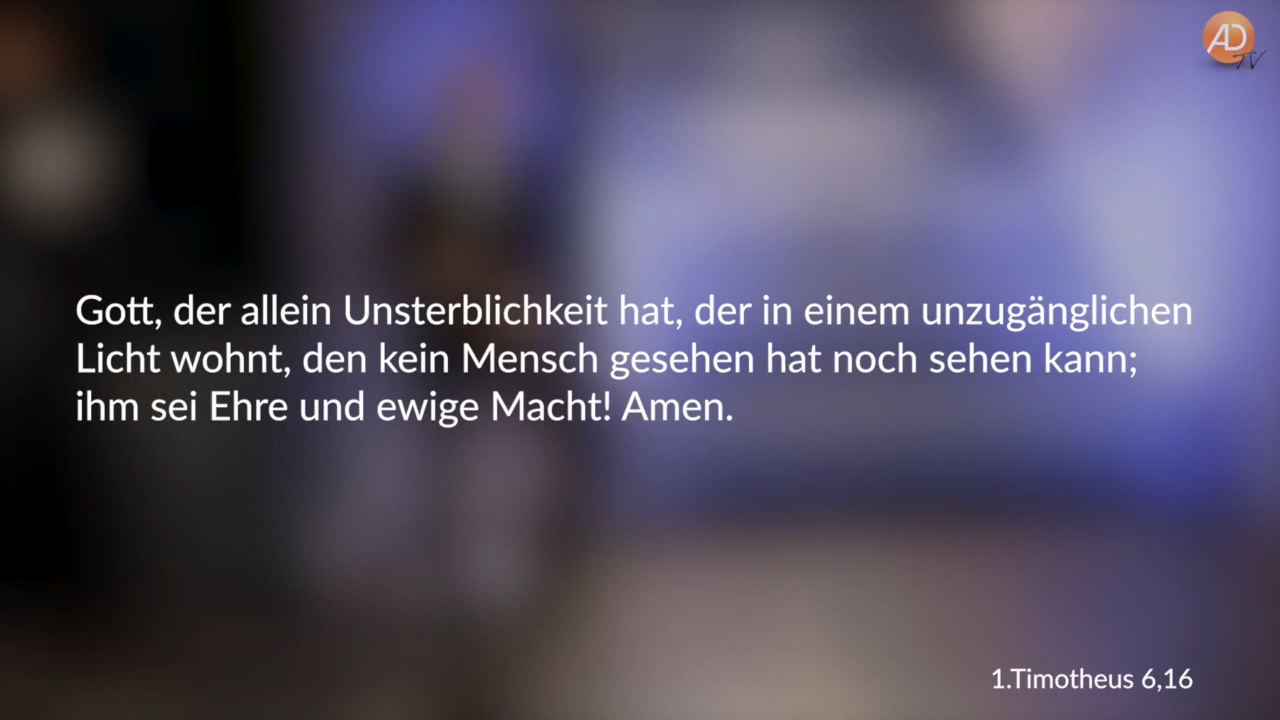 AD
TV
Gott, der allein Unsterblichkeit hat, der in einem unzugänglichen
Licht wohnt, den kein Mensch gesehen hat noch sehen kann;
ihm sei Ehre und ewige Macht! Amen.
1.Timotheus 6,16